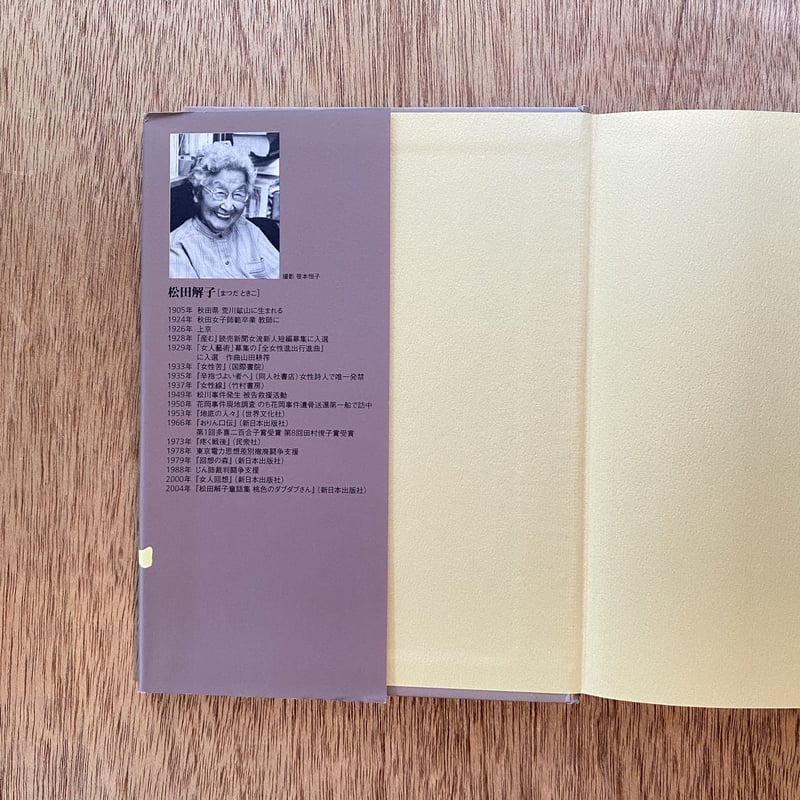 撮影 笹本恒子
松田解子[まつだ ときこ]
1905年 秋田県 荒川鉱山に生まれる
1924年 秋田女子師範卒業 教師に
1926年 上京
1928年 『産む』読売新聞女流新人短編募集に入選
1929年 「女人藝術」募集の『全女性進出行進曲』
に入選 作曲山田耕筰
1933年 『女性苦』(国際書院)
1935年 『辛抱づよい者へ』(同人社書店)女性詩人で唯一発禁
1937年 『女性線』(竹村書房)
1949年 松川事件発生 被告救援活動
1950年 花岡事件現地調査 のち花岡事件遺骨送還第一船で訪中
1953年 『地底の人々』(世界文化社)
1966年 『おりん口伝』(新日本出版社)
第1回多喜二百合子賞受賞 第8回田村俊子賞受賞
1973年 『疼く戦後』(民衆社)
1978年 東京電力思想差別撤廃闘争支援
1979年 『回想の森』(新日本出版社)
1988年 じん肺裁判闘争支援
2000年 『女人回想』(新日本出版社)
2004年 『松田解子童話集 桃色のダブダブさん』(新日本出版社)